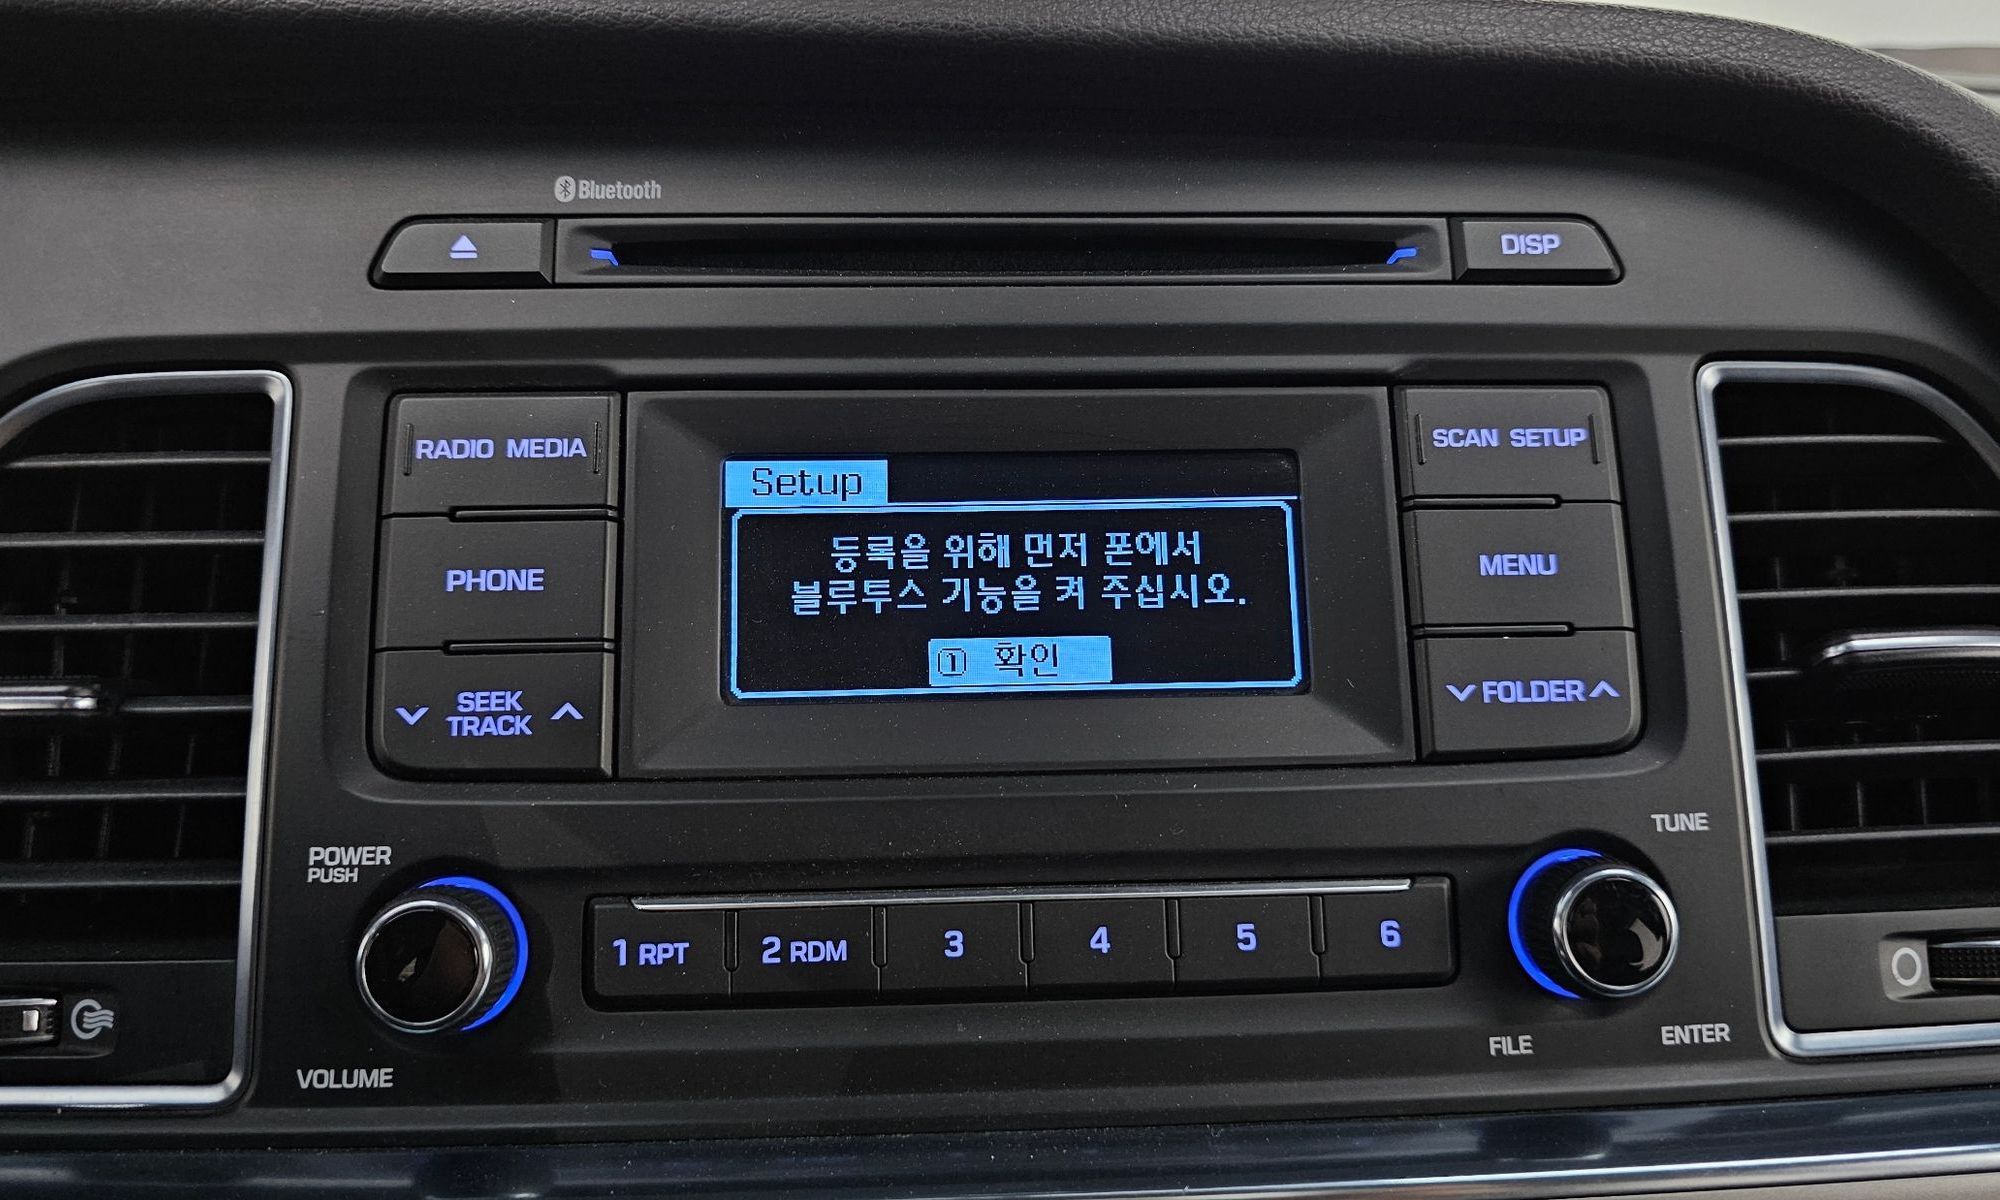 Bluetooth
DISP
RADIO MEDIA
PHONE
SEEK
TRACK
Setup
등록을 위해 먼저 폰에서
블루투스 기능을 켜 주십시오.
① 확인
SCAN SETUP
MENU
FOLDER
POWER
PUSH
VOLUME
1 RPT
2 RDM
3
4
5
6
TUNE
FILE
ENTER